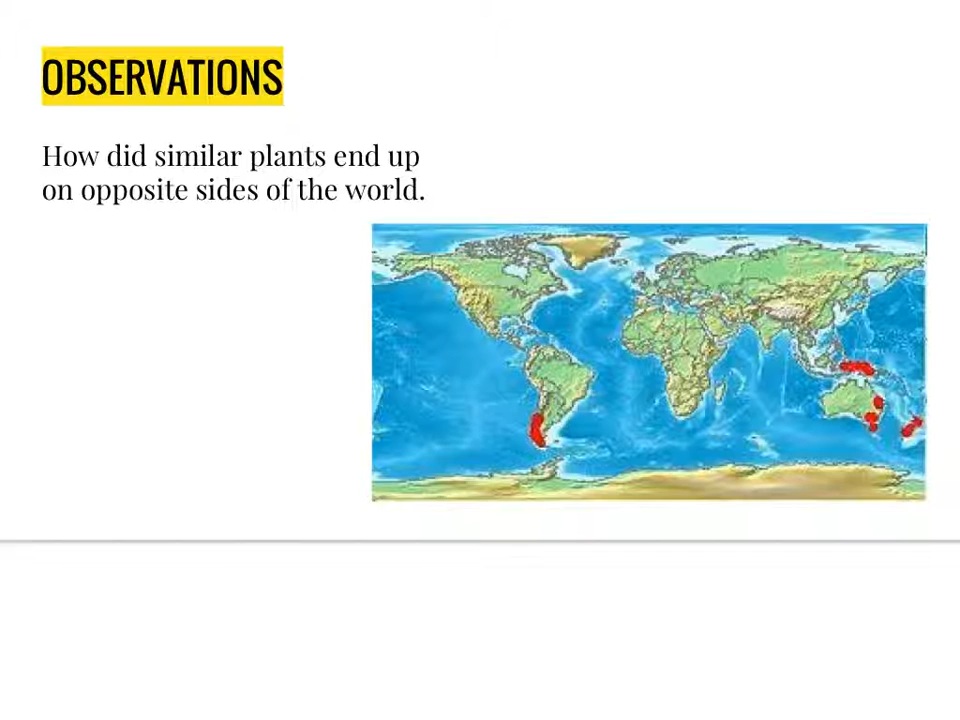 OBSERVATIONS
How did similar plants end up
on opposite sides of the world.